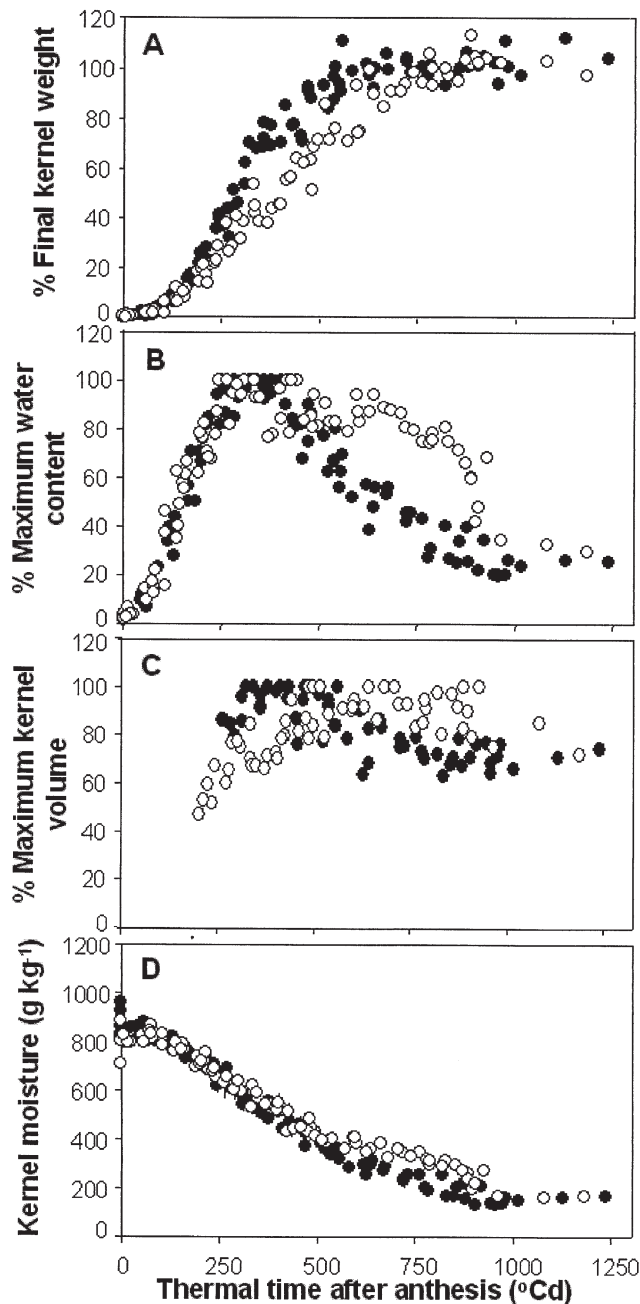 120
A
100
80
60
40
20
0
% Final kernel weight
120
B
100
80
60
40
20
0
% Maximum water
content
120
C
100
80
60
40
20
0
% Maximum kernel
volume
1200
D
1000
800
600
400
200
0
Kernel moisture (g kg-1)
0 250 500 750 1000 1250
Thermal time after anthesis (ºCd)